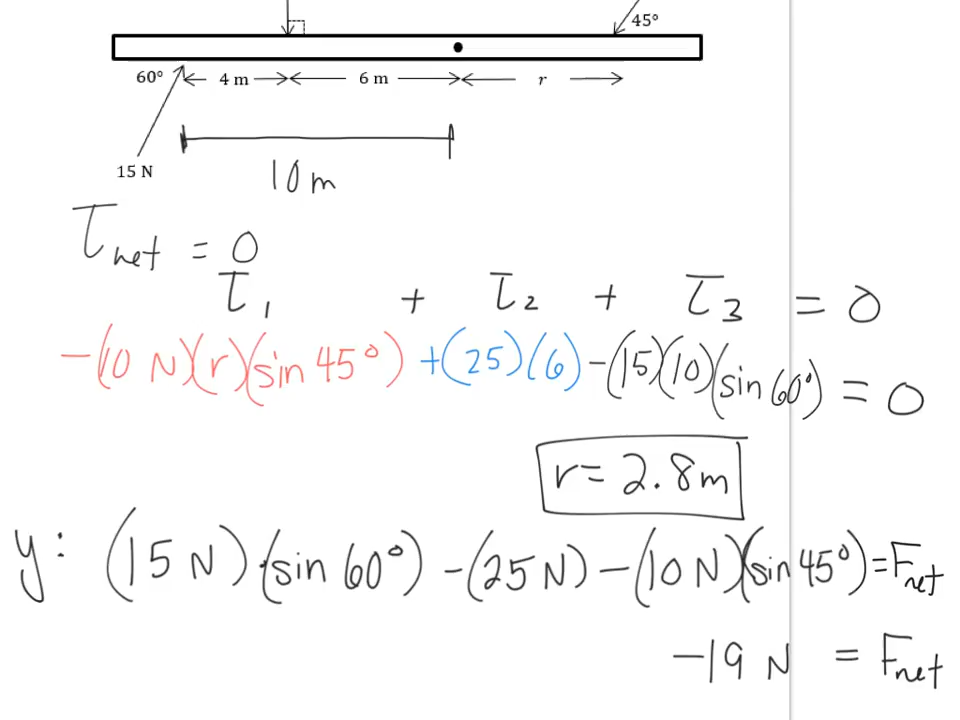 45°
60° 4 m 6 m r
15 N
10 m
τnet = 0
τ1 + τ2 + τ3 = 0
-(10 N)(r)(sin 45°) +(25)(6) -(15)(10)(sin 60°) = 0
r = 2.8m
y: (15 N)(sin 60°) -(25 N) -(10 N)(sin 45°) = Fnet
-19 N = Fnet